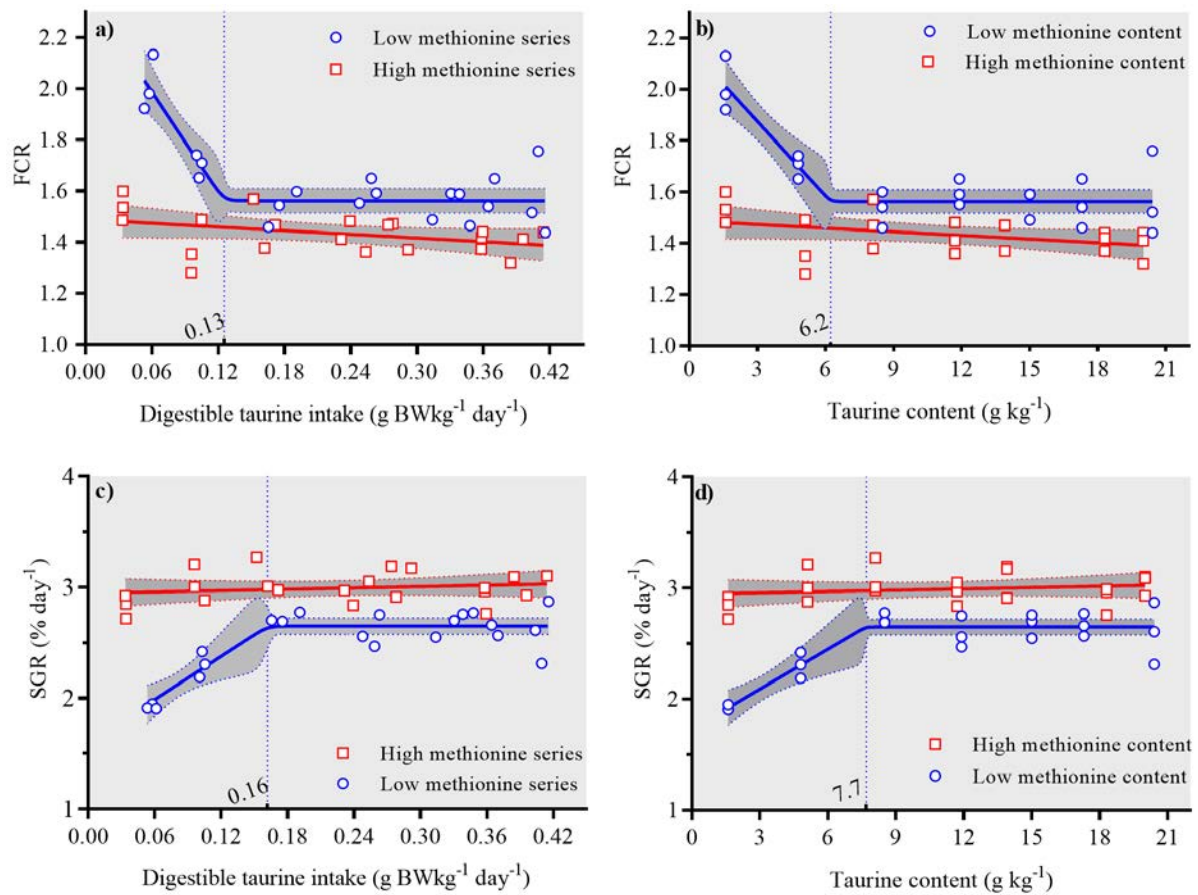 a)
Low methionine series
High methionine series
2.2
2.0
1.8
1.6
1.4
1.2
1.0
FCR
0.13
0.00 0.06 0.12 0.18 0.24 0.30 0.36 0.42
Digestible taurine intake (g BWkg⁻¹ day⁻¹)
b)
Low methionine content
High methionine content
2.2
2.0
1.8
1.6
1.4
1.2
1.0
FCR
6.2
0 3 6 9 12 15 18 21
Taurine content (g kg⁻¹)
c)
4
3
2
1
SGR (% day⁻¹)
High methionine series
Low methionine series
0.16
0.00 0.06 0.12 0.18 0.24 0.30 0.36 0.42
Digestible taurine intake (g BWkg⁻¹ day⁻¹)
d)
4
3
2
1
SGR (% day⁻¹)
High methionine content
Low methionine content
7.7
0 3 6 9 12 15 18 21
Taurine content (g kg⁻¹)